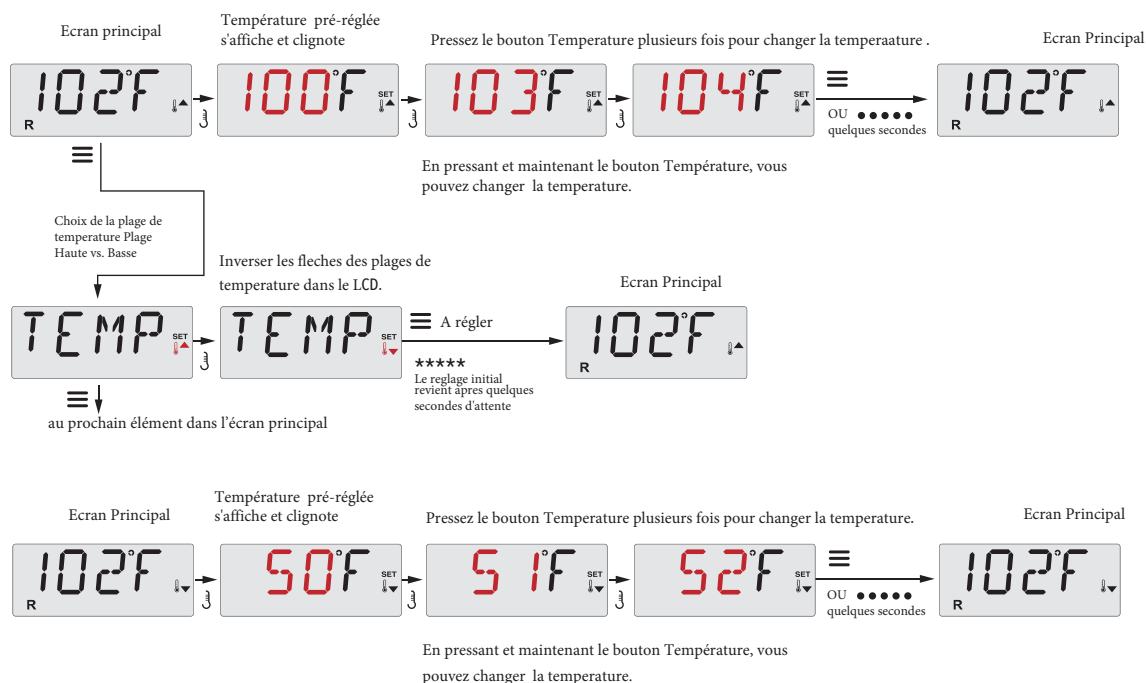 Ecran principal
Température pré-réglée
s'affiche et clignote
Pressez le bouton Temperature plusieurs fois pour changer la temperaature .
Ecran Principal
102°F
R
100°F
SET
103°F
SET
104°F
SET
OU ●●●●●
quelques secondes
102°F
R
En pressant et maintenant le bouton Température, vous
pouvez changer la temperature.
Choix de la plage de
temperature Plage
Haute vs. Basse
Inverser les fleches des plages de
temperature dans le LCD.
Ecran Principal
TEMP
SET
TEMP
SET
A régler
*****
Le reglage initial
revient apres quelques
secondes d'attente
102°F
R
au prochain élément dans l'écran principal
Ecran Principal
Température pré-réglée
s'affiche et clignote
Pressez le bouton Temperature plusieurs fois pour changer la temperature.
Ecran Principal
102°F
R
50°F
SET
51°F
SET
52°F
SET
OU ●●●●●
quelques secondes
102°F
R
En pressant et maintenant le bouton Température, vous
pouvez changer la temperature.